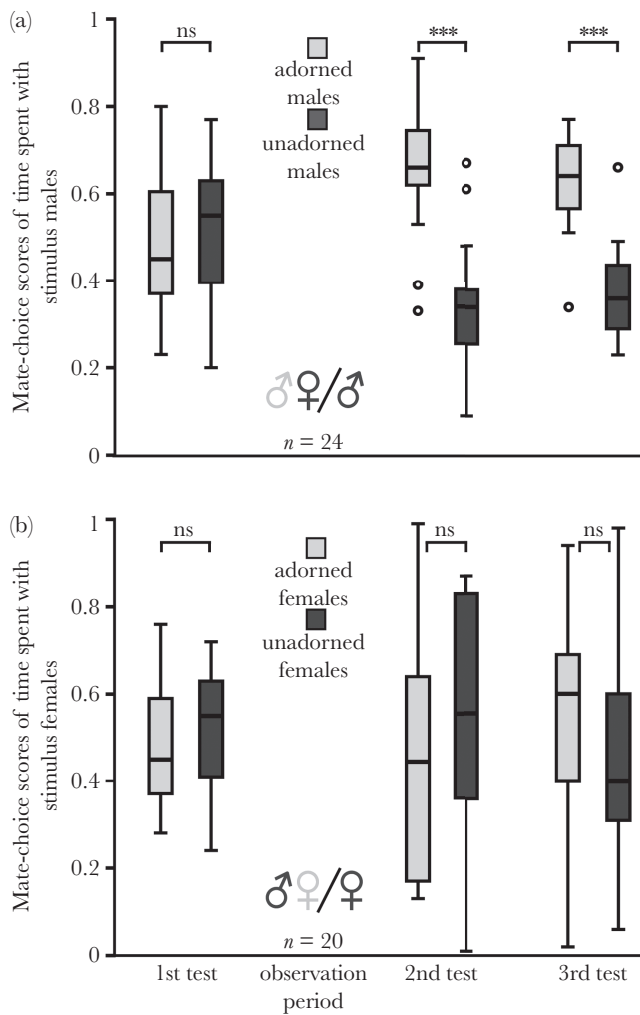 (a)
1
0.8
0.6
0.4
0.2
0
Mate-choice scores of time spent with
stimulus males
ns
adorned
males
unadorned
males
***
***
♂♀/♂
n = 24
(b)
1
0.8
0.6
0.4
0.2
0
Mate-choice scores of time spent with
stimulus females
ns
adorned
females
unadorned
females
ns
ns
♂♀/♀
n = 20
1st test
observation
period
2nd test
3rd test